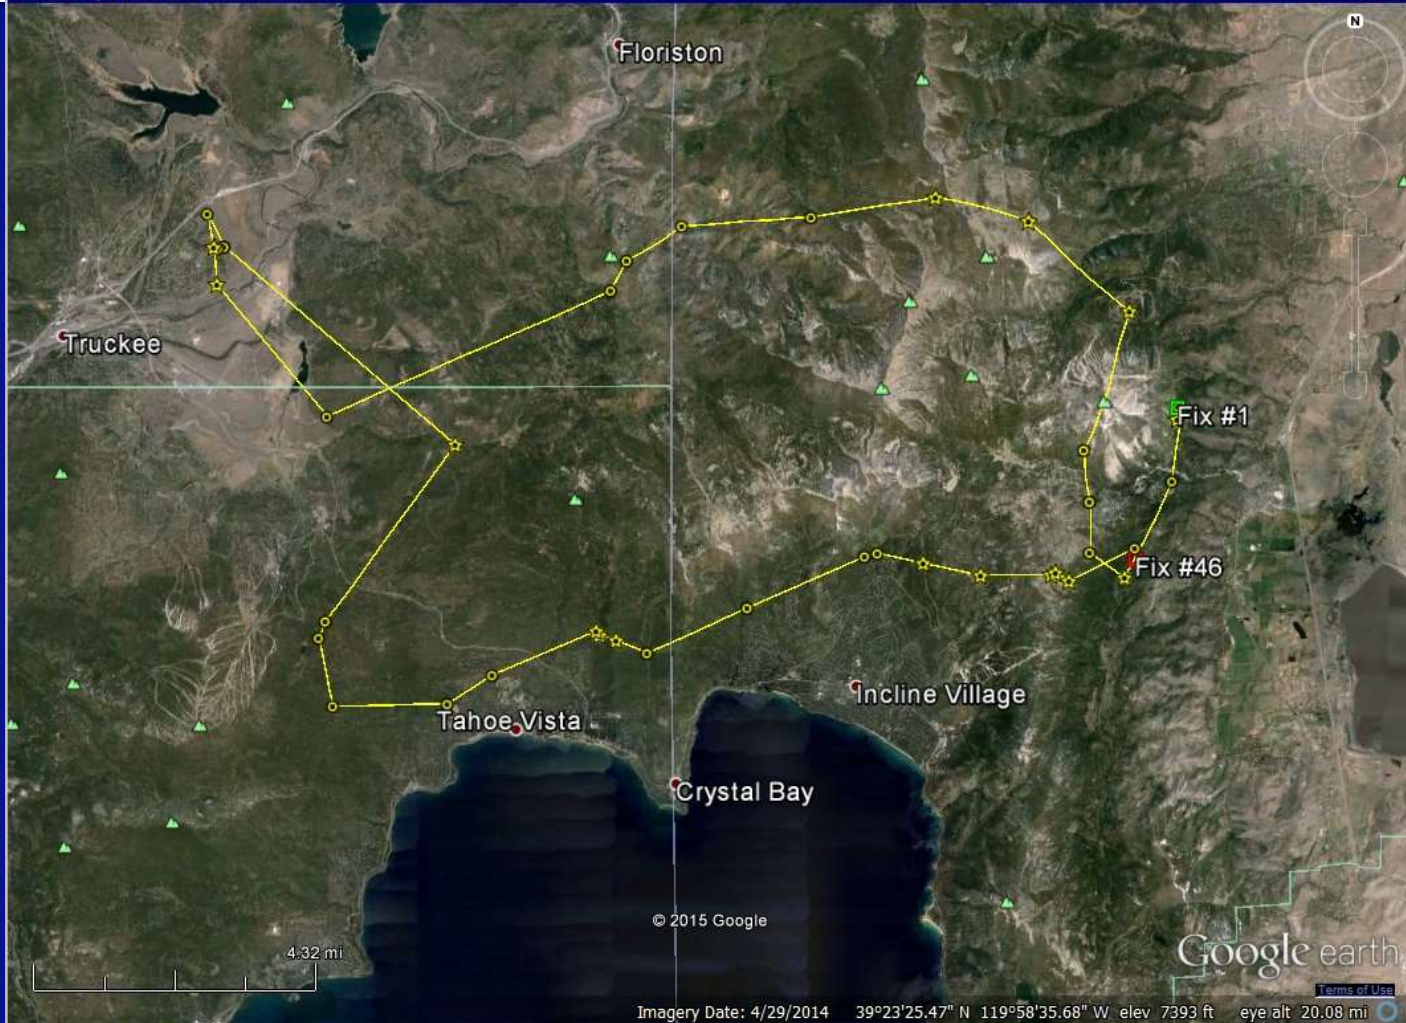 N
Floriston
Truckee
Fix #1
Fix #46
Incline Village
Tahoe Vista
Crystal Bay
© 2015 Google
4.32 mi
Google earth
Terms of Use
Imagery Date: 4/29/2014 39°23'25.47" N 119°58'35.68" W elev 7393 ft eye alt 20.08 mi